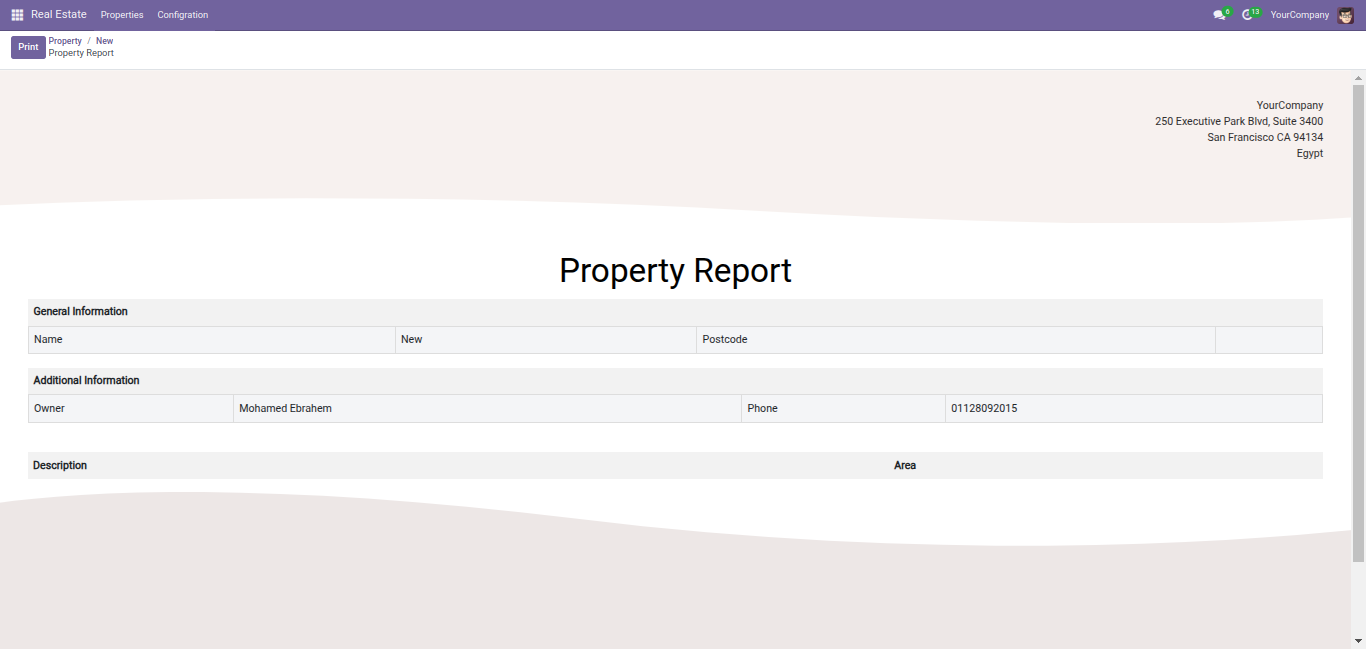 Real Estate Properties Configration 6 13 YourCompany
Print Property / New
Property Report
YourCompany
250 Executive Park Blvd, Suite 3400
San Francisco CA 94134
Egypt
Property Report
General Information
Name New Postcode
Additional Information
Owner Mohamed Ebrahem Phone 01128092015
Description Area